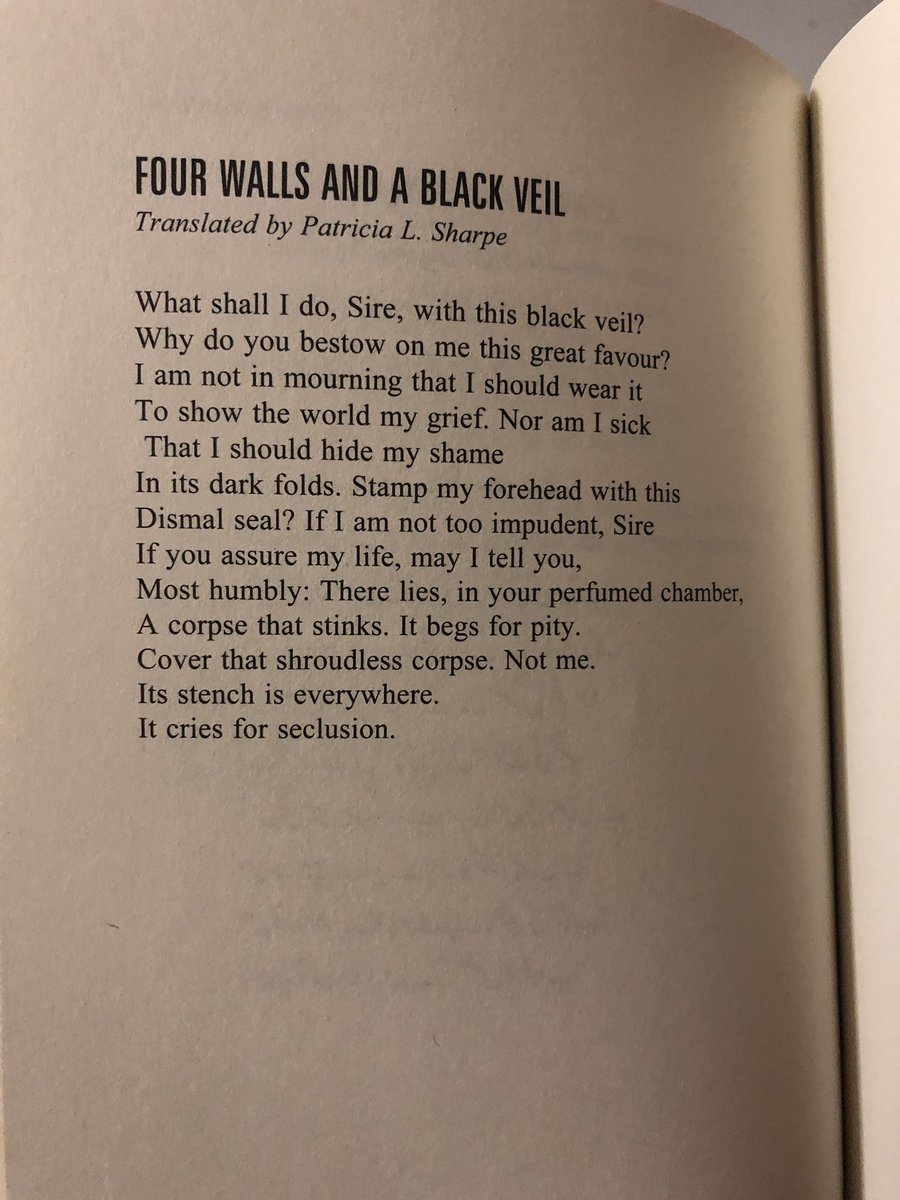 FOUR WALLS AND A BLACK VEIL
Translated by Patricia L. Sharpe
What shall I do, Sire, with this black veil?
Why do you bestow on me this great favour?
I am not in mourning that I should wear it
To show the world my grief. Nor am I sick
That I should hide my shame
In its dark folds. Stamp my forehead with this
Dismal seal? If I am not too impudent, Sire
If you assure my life, may I tell you,
Most humbly: There lies, in your perfumed chamber,
A corpse that stinks. It begs for pity.
Cover that shroudless corpse. Not me.
Its stench is everywhere.
It cries for seclusion.